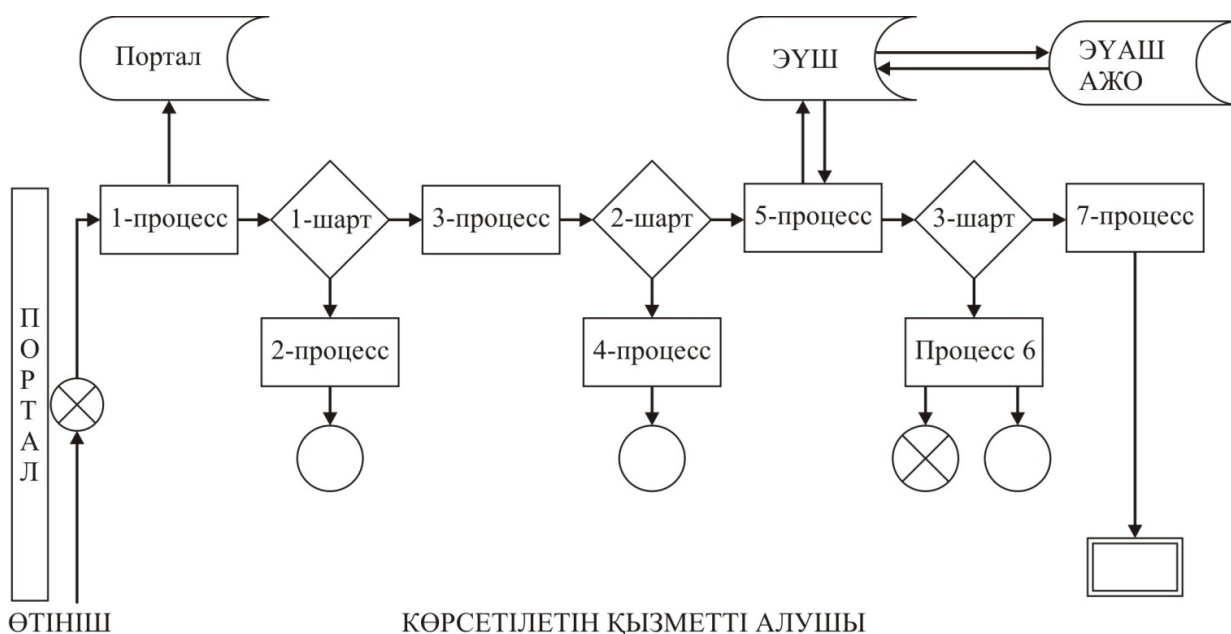 Портал
ЭҮШ
ЭҮАШ
АЖО
1-процесс
1-шарт
3-процесс
2-шарт
5-процесс
3-шарт
7-процесс
ПОРТАЛ
2-процесс
4-процесс
Процесс 6
ӨТІНІШ
КӨРСЕТІЛЕТІН ҚЫЗМЕТТІ АЛУШЫ